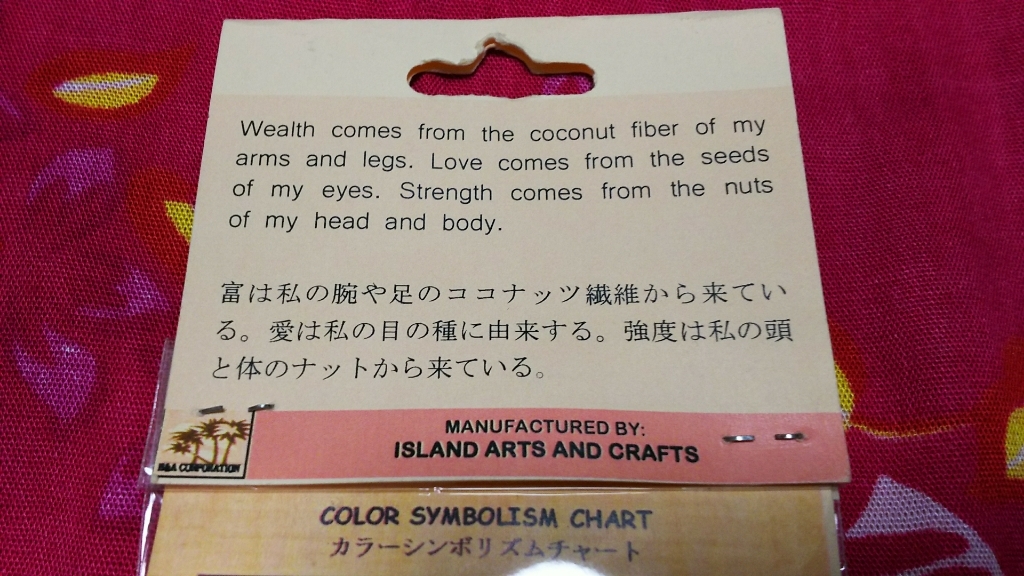 Wealth comes from the coconut fiber of my
arms and legs. Love comes from the seeds
of my eyes. Strength comes from the nuts
of my head and body.
富は私の腕や足のココナッツ繊維から来てい
る。愛は私の目の種に由来する。強度は私の頭
と体のナットから来ている。
MANUFACTURED BY:
ISLAND ARTS AND CRAFTS
CORPORATION
COLOR SYMBOLISM CHART
カラーシンボリズムチャート